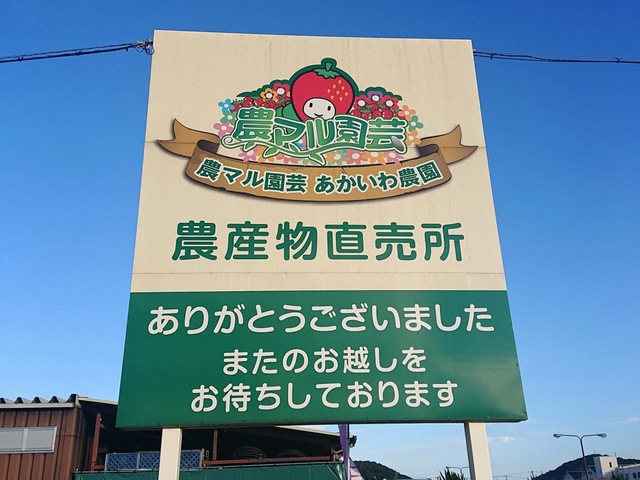 農マル園芸
農マル園芸 あかいわ農園
農産物直売所
ありがとうございました
またのお越しを
お待ちしております